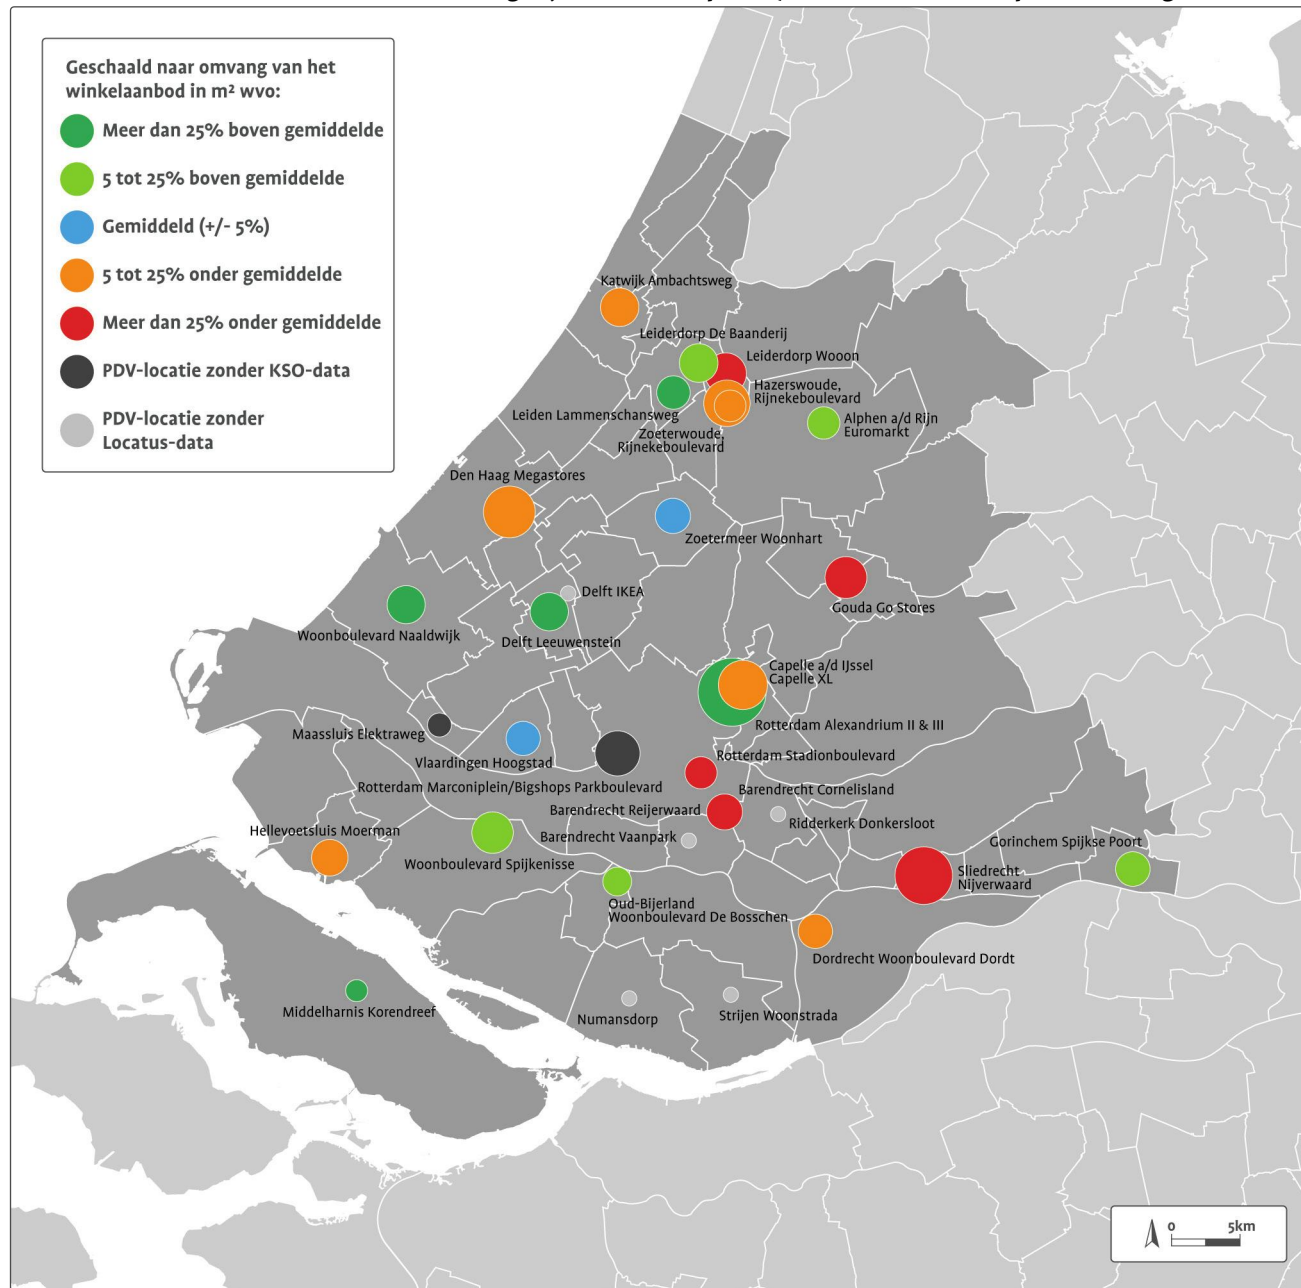 Geschaald naar omvang van het
winkelaanbod in m² wvo:
Meer dan 25% boven gemiddelde
5 tot 25% boven gemiddelde
Gemiddeld (+/- 5%)
5 tot 25% onder gemiddelde
Meer dan 25% onder gemiddelde
PDV-locatie zonder KSO-data
PDV-locatie zonder
Locatus-data
Katwijk Ambachtsweg
Leiderdorp De Baanderij
Leiderdorp Wooon
Hazerswoude,
Rijnekeboulevard
Leiden Lammenschansweg
Alphen a/d Rijn
Euromarkt
Zoeterwoude,
Rijnekeboulevard
Den Haag Megastores
Zoetermeer Woonhart
Delft IKEA
Gouda Go Stores
Woonboulevard Naaldwijk
Delft Leeuwenstein
Capelle a/d IJssel
Capelle XL
Rotterdam Alexandrium II & III
Maassluis Elektraweg
Vlaardingen Hoogstad
Rotterdam Stadionboulevard
Rotterdam Marconiplein/Bigshops Parkboulevard
Barendrecht Cornelisland
Barendrecht Reijerwaard
Ridderkerk Donkersloot
Hellevoetsluis Moerman
Barendrecht Vaanpark
Gorinchem Spijkse Poort
Woonboulevard Spijkenisse
Sliedrecht
Nijverwaard
Oud-Bijerland
Woonboulevard De Bosschen
Dordrecht Woonboulevard Dordt
Middelharnis Korendreef
Numansdorp
Strijen Woonstrada
0 5km